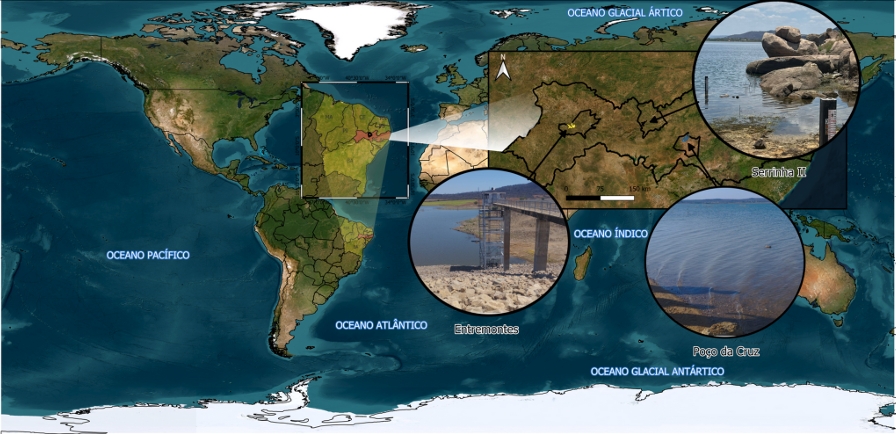 OCEANO GLACIAL ÁRTICO
N
Serrinha II
0 75 150 km
OCEANO ÍNDICO
OCEANO PACÍFICO
OCEANO ATLÂNTICO
Entremontes
Poço da Cruz
OCEANO GLACIAL ANTÁRTICO